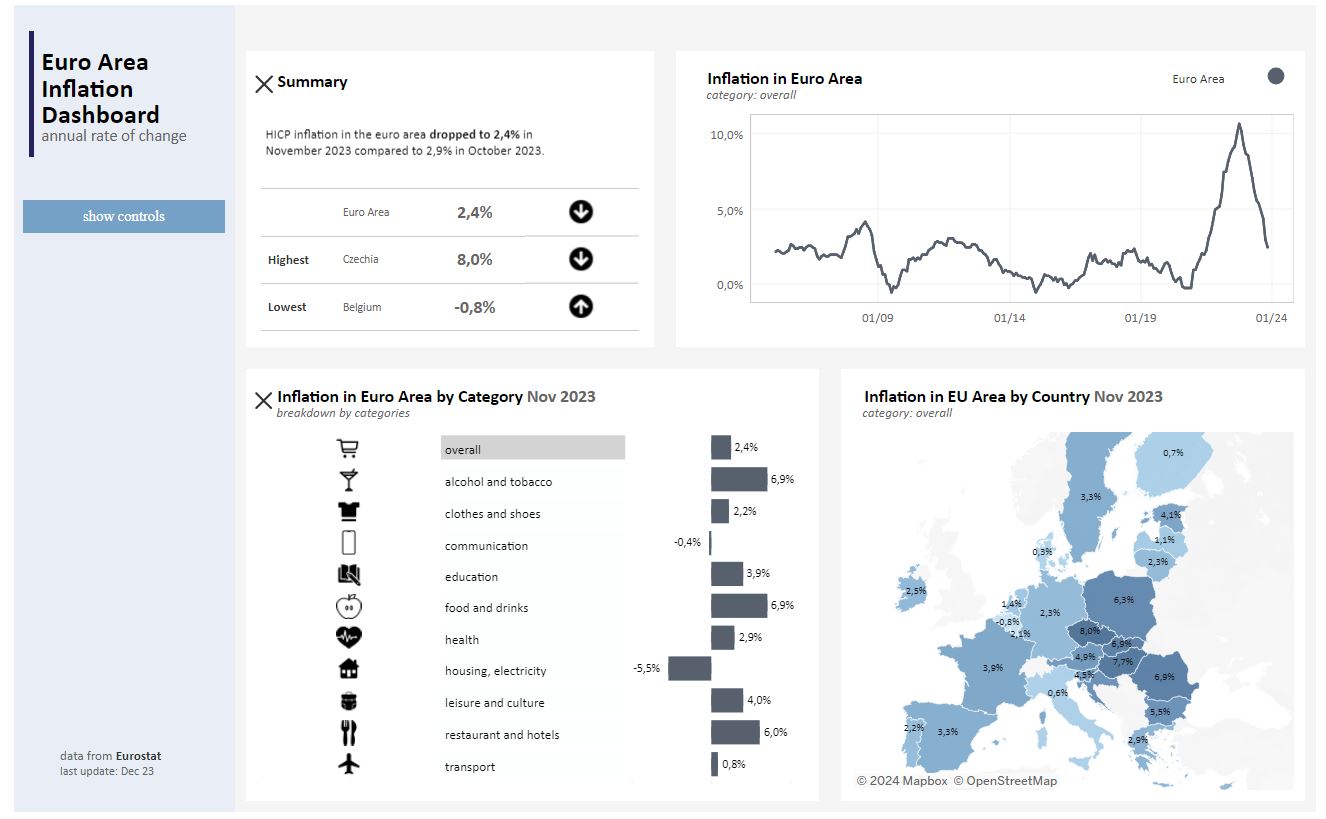 Euro Area
Inflation
Dashboard
annual rate of change
show controls
data from Eurostat
last update: Dec 23
Summary
HICP inflation in the euro area dropped to 2,4% in
November 2023 compared to 2,9% in October 2023.
Euro Area 2,4%
Highest Czechia 8,0%
Lowest Belgium -0,8%
Inflation in Euro Area
category: overall
Euro Area
10,0%
5,0%
0,0%
01/09 01/14 01/19 01/24
Inflation in Euro Area by Category Nov 2023
breakdown by categories
overall 2,4%
alcohol and tobacco 6,9%
clothes and shoes 2,2%
communication -0,4%
education 3,9%
food and drinks 6,9%
health 2,9%
housing, electricity -5,5%
leisure and culture 4,0%
restaurant and hotels 6,0%
transport 0,8%
Inflation in EU Area by Country Nov 2023
category: overall
0,7%
3,3%
4,1%
1,1%
0,3%
2,3%
2,5%
1,4%
6,3%
2,3%
-0,8%
2,1%
8,0%
6,9%
4,9%
7,7%
3,9%
4,5%
6,9%
0,6%
5,5%
2,2%
3,3%
2,9%
© 2024 Mapbox © OpenStreetMap